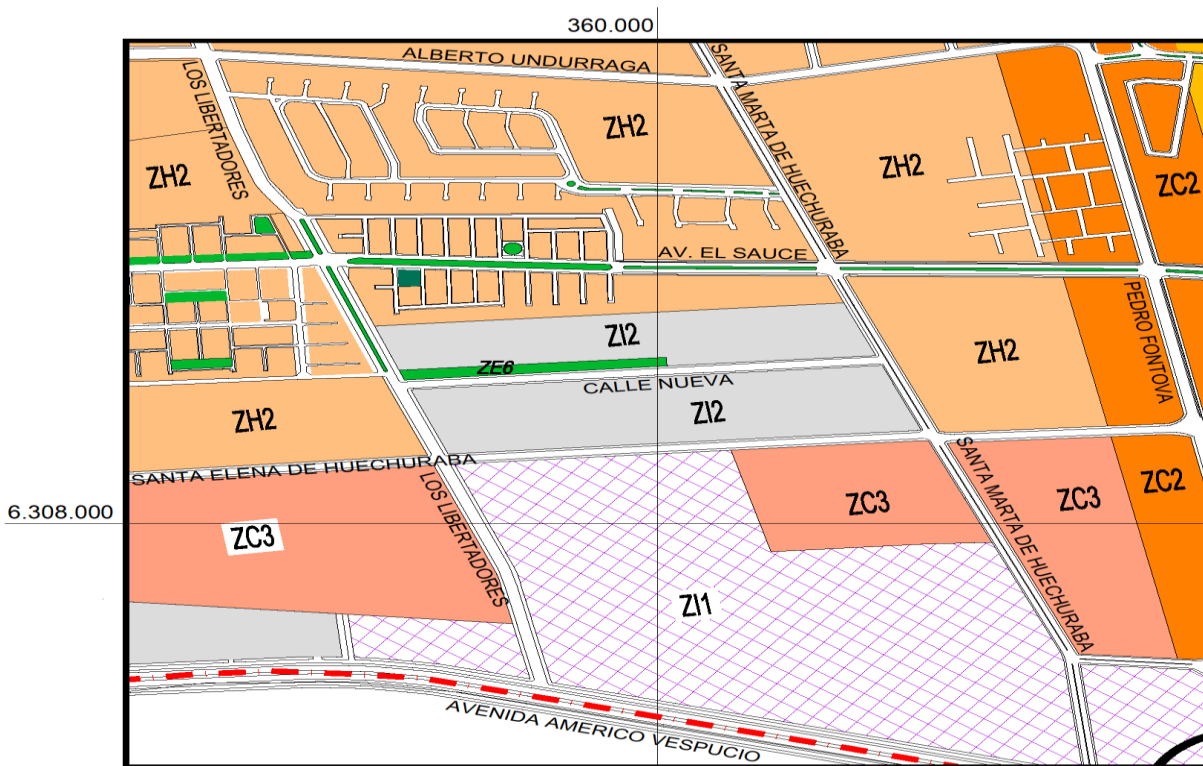 360.000
ALBERTO UNDURRAGA
SANTA MARTA DE HUECHURABA
LOS LIBERTADORES
ZH2
ZH2
ZH2
ZC2
AV. EL SAUCE
PEDRO FONTOVA
ZI2
ZH2
ZE6
CALLE NUEVA
ZI2
ZH2
SANTA ELENA DE HUECHURABA
LOS LIBERTADORES
SANTA MARTA DE HUECHURABA
ZC2
ZC3
ZC3
6.308.000
ZC3
ZI1
AVENIDA AMERICO VESPUCIO